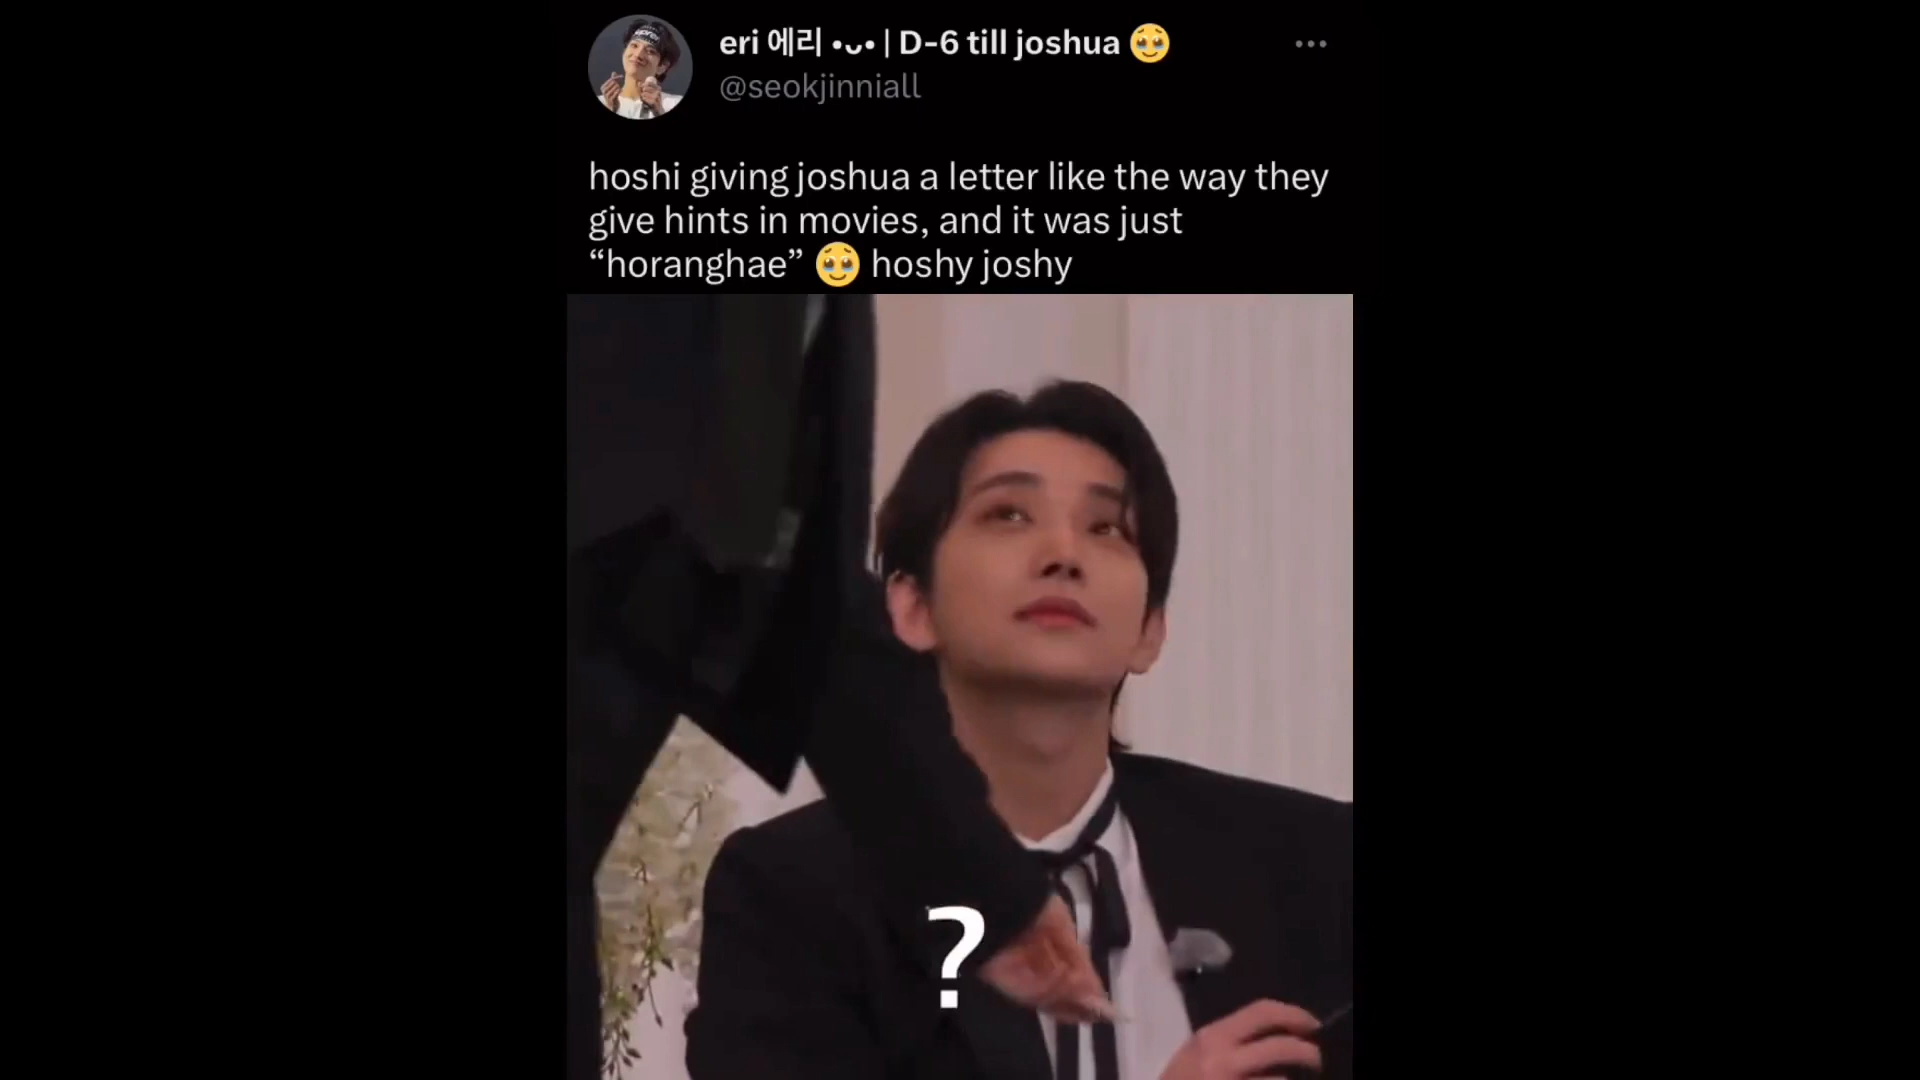 eri 에리 •ᴗ• | D-6 till joshua 🥹
@seokjinniall
hoshi giving joshua a letter like the way they
give hints in movies, and it was just
“horanghae” 🥹 hoshy joshy
?